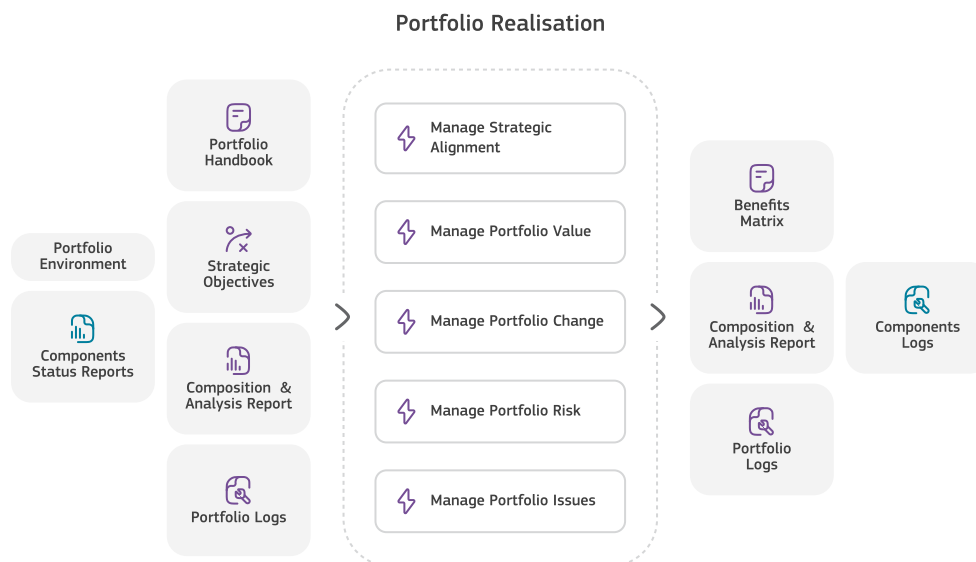 Portfolio Realisation
Portfolio
Environment
Components
Status Reports
Portfolio
Handbook
Strategic
Objectives
Composition  &
Analysis Report
Portfolio Logs
Manage Strategic
Alignment
Manage Portfolio Value
Manage Portfolio Change
Manage Portfolio Risk
Manage Portfolio Issues
Benefits
Matrix
Composition  &
Analysis Report
Portfolio
Logs
Components
Logs